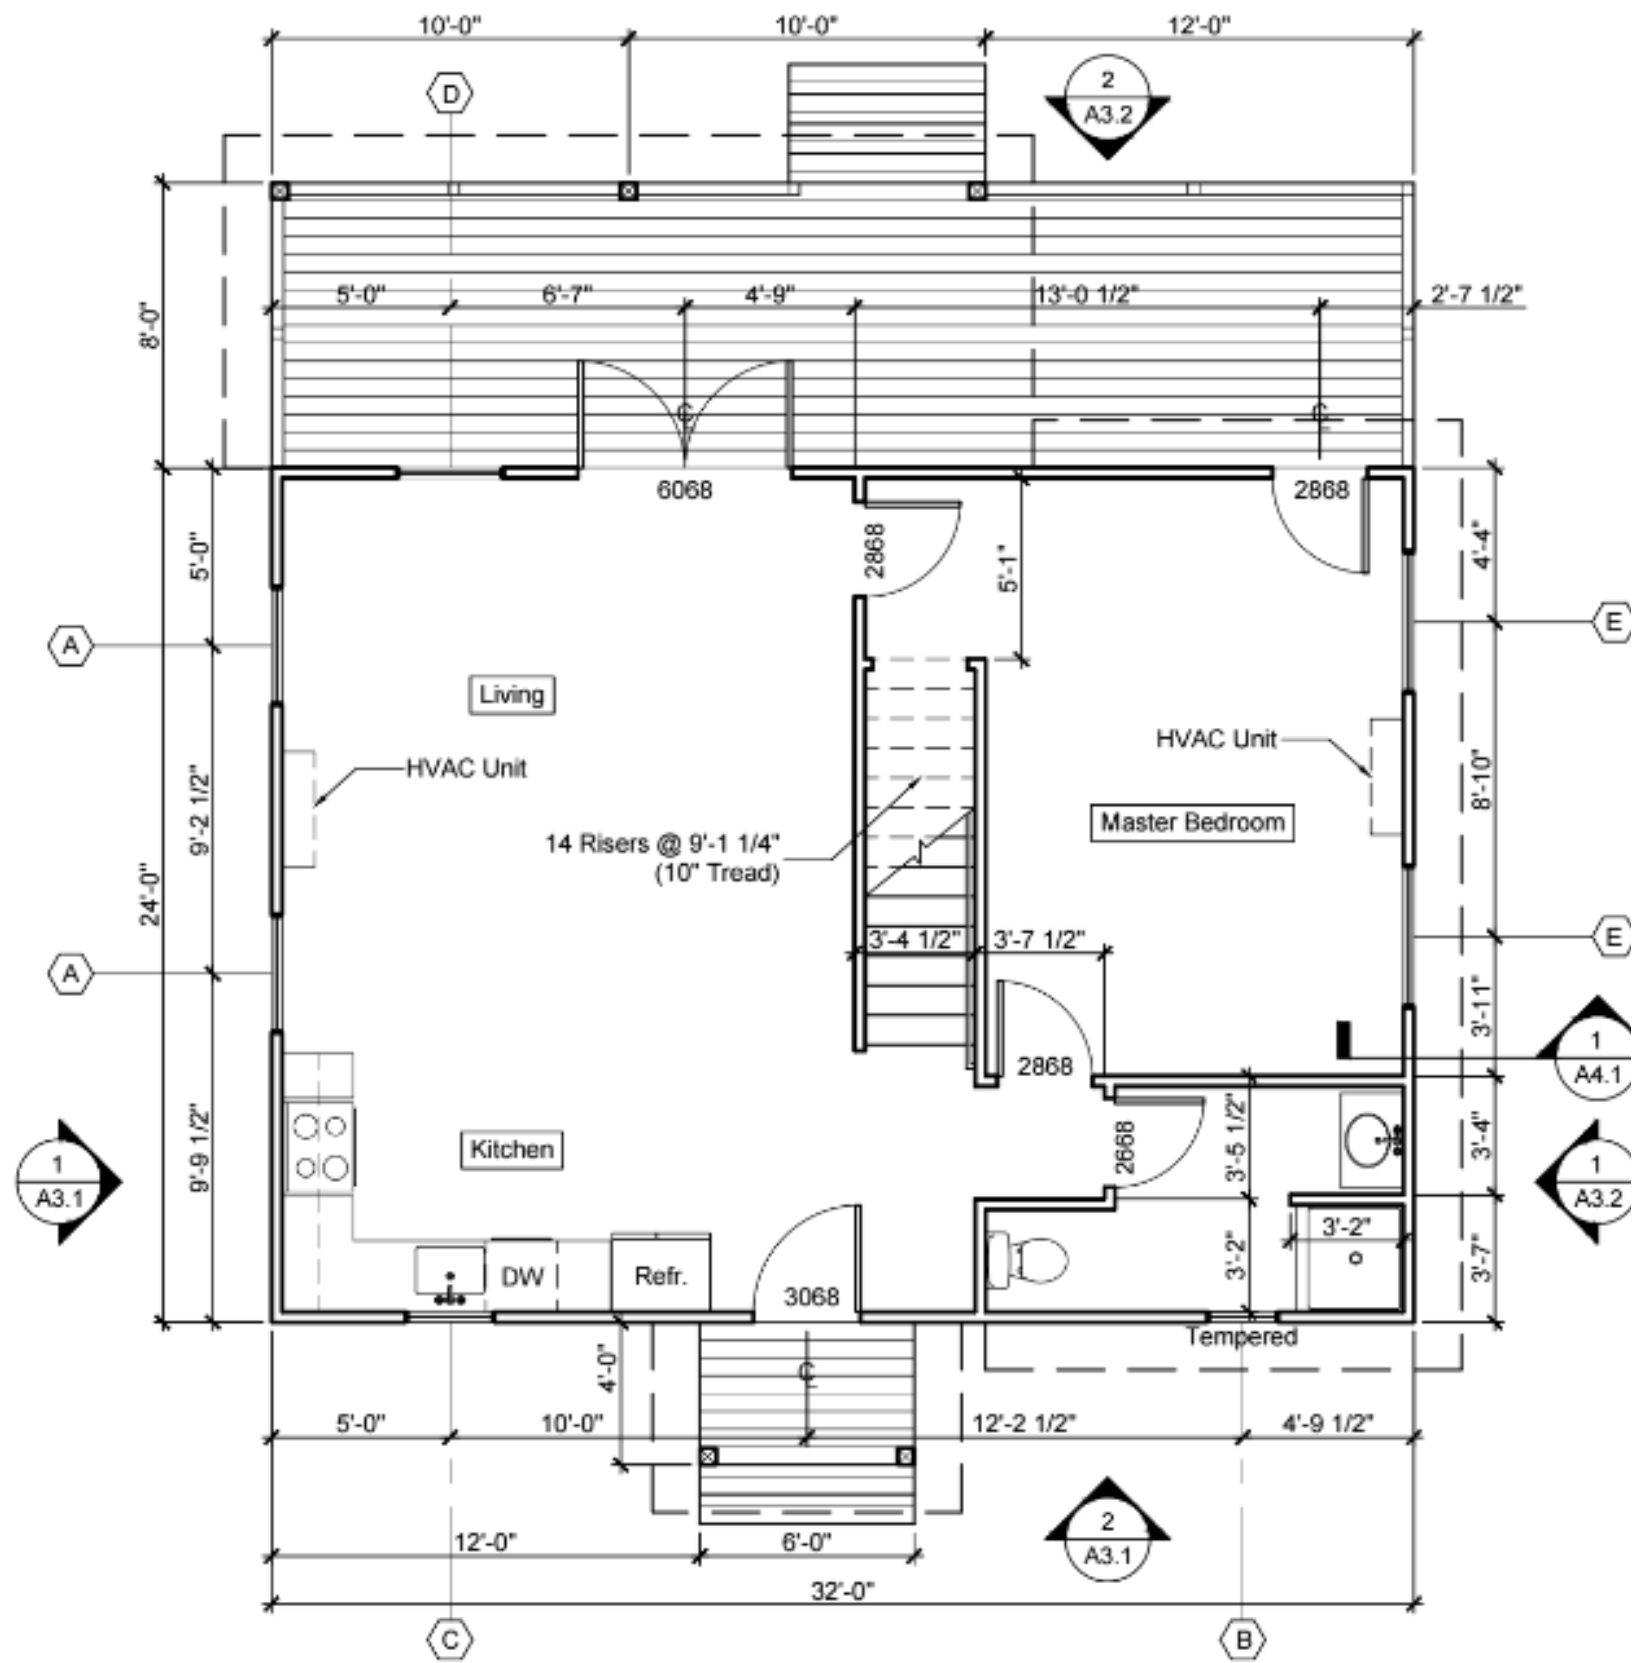 10'-0"
10'-0"
12'-0"
D
2
A3.2
5'-0"
6'-7"
4'-9"
13'-0 1/2"
2'-7 1/2"
8'-0"
6068
2868
2868
5'-0"
5'-1"
4'-4"
A
E
Living
HVAC Unit
HVAC Unit
9'-2 1/2"
8'-10"
Master Bedroom
14 Risers @ 9'-1 1/4"
(10" Tread)
24'-0"
3'-4 1/2"
3'-7 1/2"
A
E
3'-11"
2868
1
A4.1
9'-9 1/2"
Kitchen
2668
3'-5 1/2"
3'-4"
1
A3.1
1
A3.2
3'-2"
3'-2"
3'-7"
DW
Refr.
3068
Tempered
4'-0"
5'-0"
10'-0"
12'-2 1/2"
4'-9 1/2"
2
A3.1
12'-0"
6'-0"
32'-0"
C
B